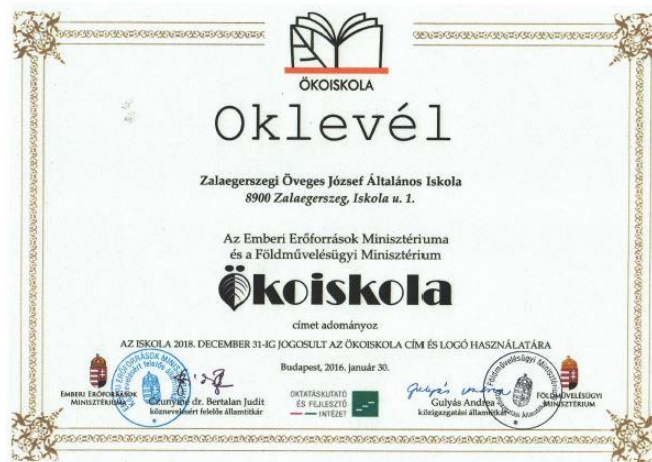 ÖKOISKOLA
Oklevél
Zalaegerszegi Öveges József Általános Iskola
8900 Zalaegerszeg, Iskola u. 1.
Az Emberi Erőforrások Minisztériuma
és a Földművelésügyi Minisztérium
Ökoiskola
címet adományoz
AZ ISKOLA 2018. DECEMBER 31-IG JOGOSULT AZ ÖKOISKOLA CÍM ÉS LOGÓ HASZNÁLATÁRA
Budapest, 2016. január 30.
EMBERI ERŐFORRÁSOK
MINISZTÉRIUMA
Czunyiné dr. Bertalan Judit
köznevelésért felelős államtitkár
OKTATÁSKUTATÓ
ÉS FEJLESZTŐ
INTÉZET
Gulyás Andrea
közigazgatási államtitkár
FÖLDMŰVELÉSÜGYI
MINISZTÉRIUM